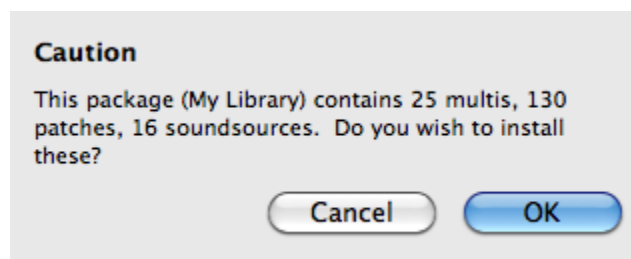 Caution
This package (My Library) contains 25 multis, 130
patches, 16 soundsources.  Do you wish to install
these?
Cancel
OK